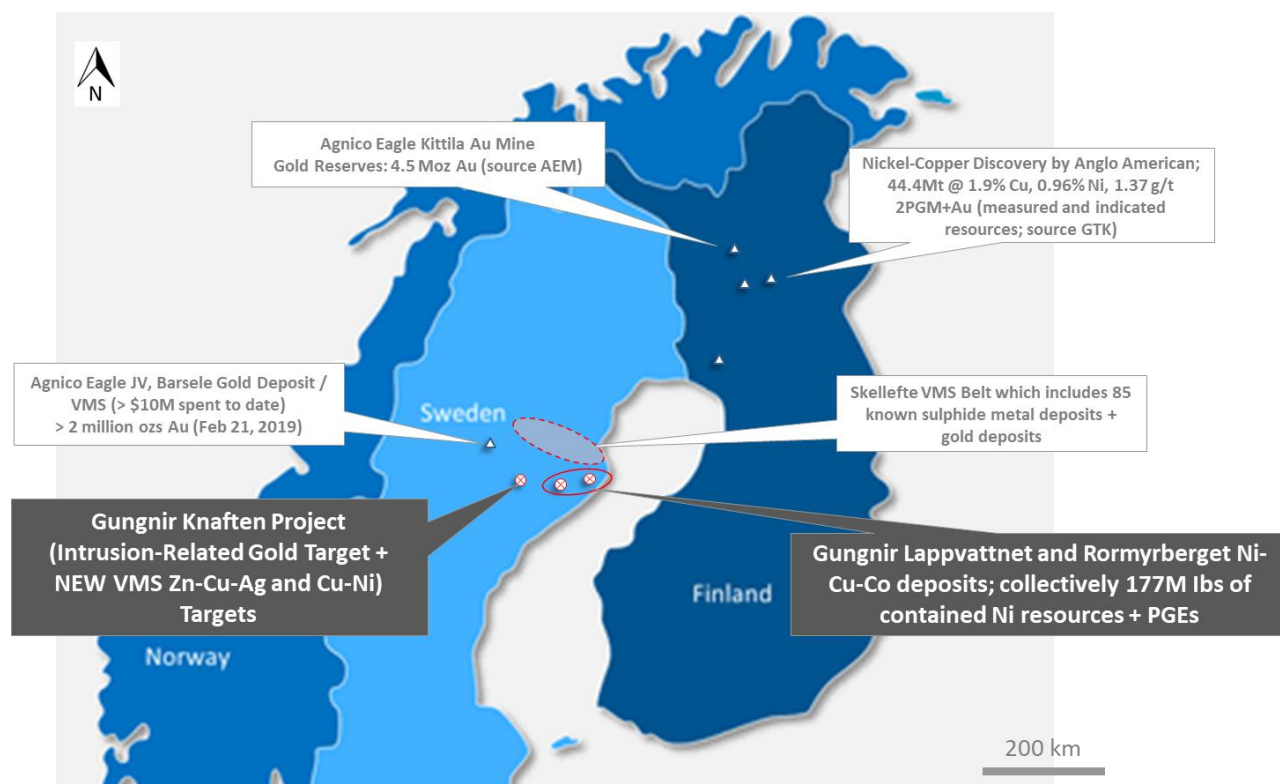 N
Agnico Eagle Kittila Au Mine
Gold Reserves: 4.5 Moz Au (source AEM)
Nickel-Copper Discovery by Anglo American;
44.4Mt @ 1.9% Cu, 0.96% Ni, 1.37 g/t
2PGM+Au (measured and indicated
resources; source GTK)
Agnico Eagle JV, Barsele Gold Deposit /
VMS (> $10M spent to date)
> 2 million ozs Au (Feb 21, 2019)
Sweden
Skellefte VMS Belt which includes 85
known sulphide metal deposits +
gold deposits
Gungnir Knaften Project
(Intrusion-Related Gold Target +
NEW VMS Zn-Cu-Ag and Cu-Ni)
Targets
Gungnir Lappvattnet and Rormyrberget Ni-
Cu-Co deposits; collectively 177M lbs of
contained Ni resources + PGEs
Finland
Norway
200 km